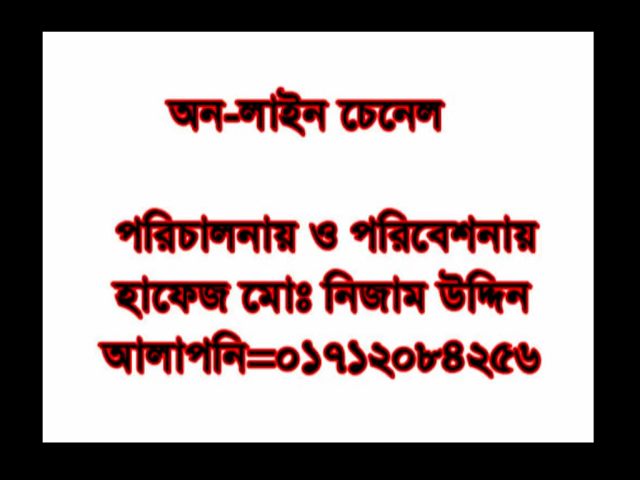 অন-লাইন চেনেল
পরিচালনায় ও পরিবেশনায়
হাফেজ মোঃ নিজাম উদ্দিন
আলাপনি=০১৭১২০৮৪২৫৬